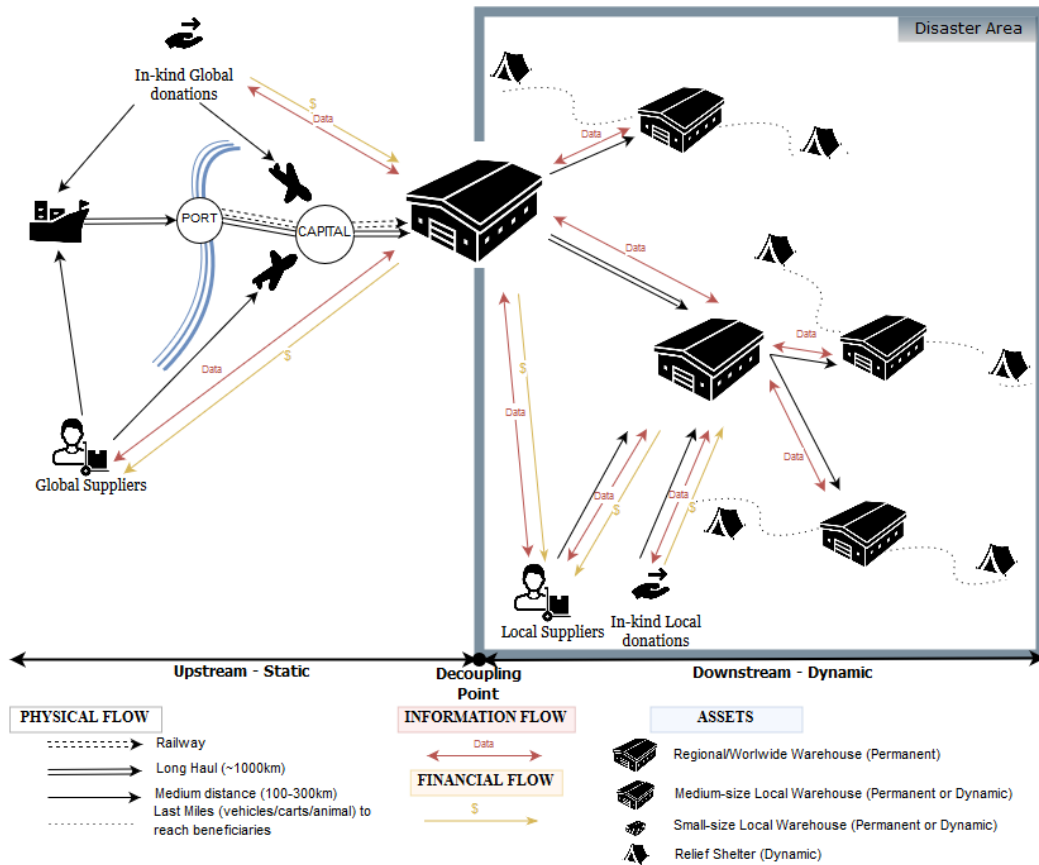 Disaster Area
In-kind Global
donations
$
Data
Data
PORT
CAPITAL
Data
Data
$
Data
$
Data
Data
Data
Data
$
Data
$
Global Suppliers
Local Suppliers
In-kind Local
donations
Upstream - Static
Decoupling
Point
Downstream - Dynamic
PHYSICAL FLOW
Railway
Long Haul (~1000km)
Medium distance (100-300km)
Last Miles (vehicles/carts/animal) to
reach beneficiaries
INFORMATION FLOW
Data
FINANCIAL FLOW
$
ASSETS
Regional/Worlwide Warehouse (Permanent)
Medium-size Local Warehouse (Permanent or Dynamic)
Small-size Local Warehouse (Permanent or Dynamic)
Relief Shelter (Dynamic)